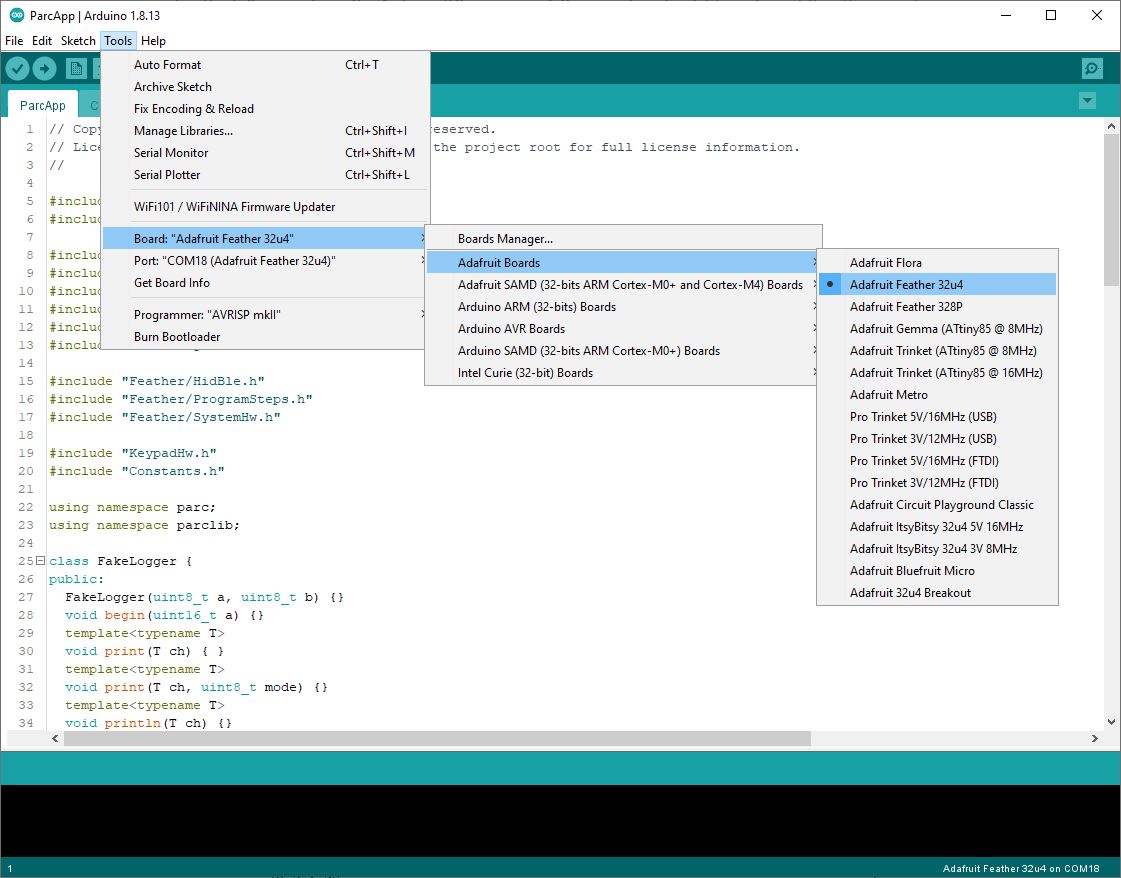 ParcApp | Arduino 1.8.13
File Edit Sketch Tools Help
Auto Format Ctrl+T
Archive Sketch
Fix Encoding & Reload
Manage Libraries... Ctrl+Shift+I
Serial Monitor Ctrl+Shift+M
Serial Plotter Ctrl+Shift+L
WiFi101 / WiFiNINA Firmware Updater
Board: "Adafruit Feather 32u4"
Port: "COM18 (Adafruit Feather 32u4)"
Get Board Info
Programmer: "AVRISP mkII"
Burn Bootloader
Boards Manager...
Adafruit Boards
Adafruit SAMD (32-bits ARM Cortex-M0+ and Cortex-M4) Boards
Arduino ARM (32-bits) Boards
Arduino AVR Boards
Arduino SAMD (32-bits ARM Cortex-M0+) Boards
Intel Curie (32-bit) Boards
Adafruit Flora
Adafruit Feather 32u4
Adafruit Feather 328P
Adafruit Gemma (ATtiny85 @ 8MHz)
Adafruit Trinket (ATtiny85 @ 8MHz)
Adafruit Trinket (ATtiny85 @ 16MHz)
Adafruit Metro
Pro Trinket 5V/16MHz (USB)
Pro Trinket 3V/12MHz (USB)
Pro Trinket 5V/16MHz (FTDI)
Pro Trinket 3V/12MHz (FTDI)
Adafruit Circuit Playground Classic
Adafruit ItsyBitsy 32u4 5V 16MHz
Adafruit ItsyBitsy 32u4 3V 8MHz
Adafruit Bluefruit Micro
Adafruit 32u4 Breakout
ParcApp C
1 // Cop eserved.
2 // Lice the project root for full license information.
3 //
4
5 #inclu
6 #inclu
7
8 #inclu
9 #inclu
10 #inclu
11 #inclu
12 #inclu
13 #inclu
14
15 #include "Feather/HidBle.h"
16 #include "Feather/ProgramSteps.h"
17 #include "Feather/SystemHw.h"
18
19 #include "KeypadHw.h"
20 #include "Constants.h"
21
22 using namespace parc;
23 using namespace parclib;
24
25 class FakeLogger {
26 public:
27 FakeLogger(uint8_t a, uint8_t b) {}
28 void begin(uint16_t a) {}
29 template<typename T>
30 void print(T ch) { }
31 template<typename T>
32 void print(T ch, uint8_t mode) {}
33 template<typename T>
34 void println(T ch) {}
1 Adafruit Feather 32u4 on COM18